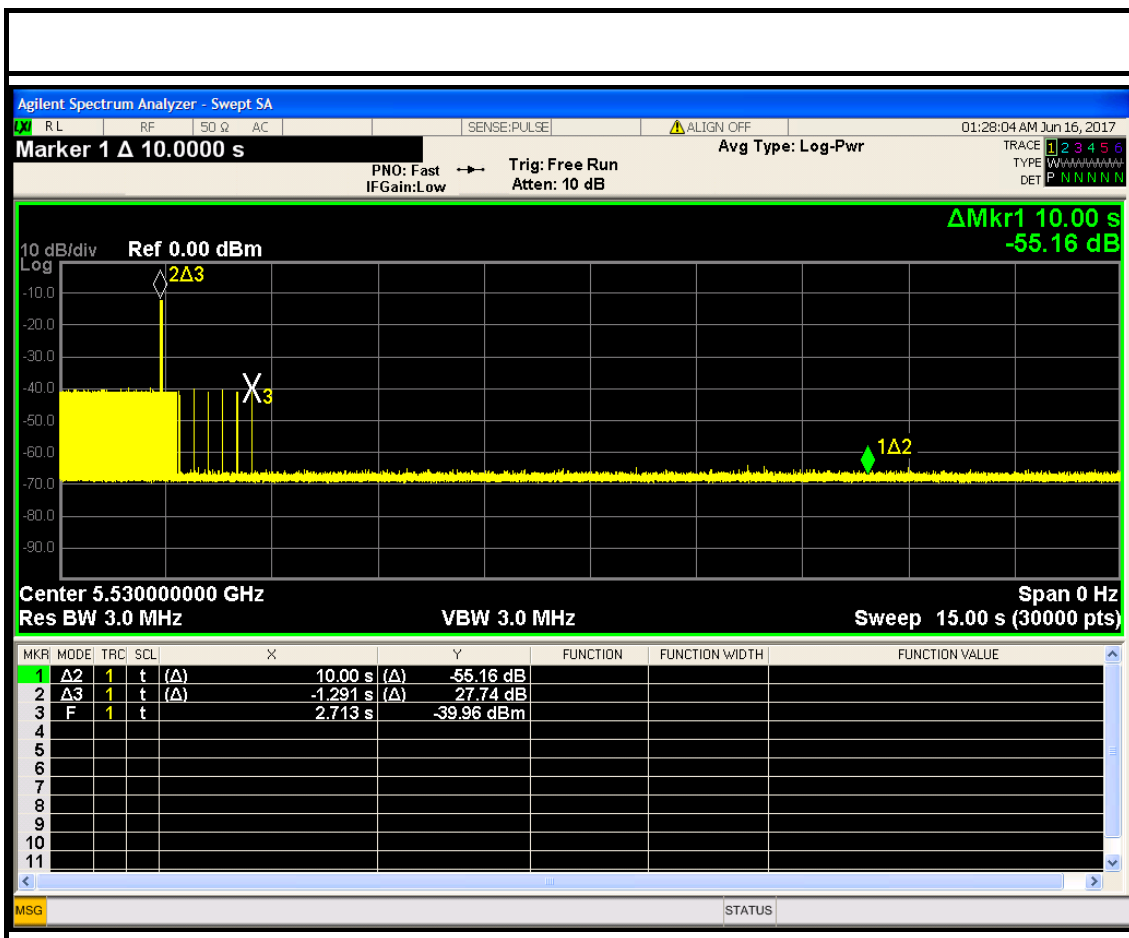 Agilent Spectrum Analyzer - Swept SA
LXI RL RF 50 Ω AC SENSE:PULSE ALIGN OFF 01:28:04 AM Jun 16, 2017
Marker 1 Δ 10.0000 s
PNO: Fast
IFGain:Low
Trig: Free Run
Atten: 10 dB
Avg Type: Log-Pwr
TRACE 1 2 3 4 5 6
TYPE
DET P N N N N N
ΔMkr1 10.00 s
-55.16 dB
10 dB/div Ref 0.00 dBm
Log
-10.0
-20.0
-30.0
-40.0
-50.0
-60.0
-70.0
-80.0
-90.0
2Δ3
3
1Δ2
Center 5.530000000 GHz Span 0 Hz
Res BW 3.0 MHz VBW 3.0 MHz Sweep 15.00 s (30000 pts)
MKR MODE TRC SCL X Y FUNCTION FUNCTION WIDTH FUNCTION VALUE
1 Δ2 1 t (Δ) 10.00 s (Δ) -55.16 dB
2 Δ3 1 t (Δ) -1.291 s (Δ) 27.74 dB
3 F 1 t 2.713 s -39.96 dBm
4
5
6
7
8
9
10
11
MSG STATUS